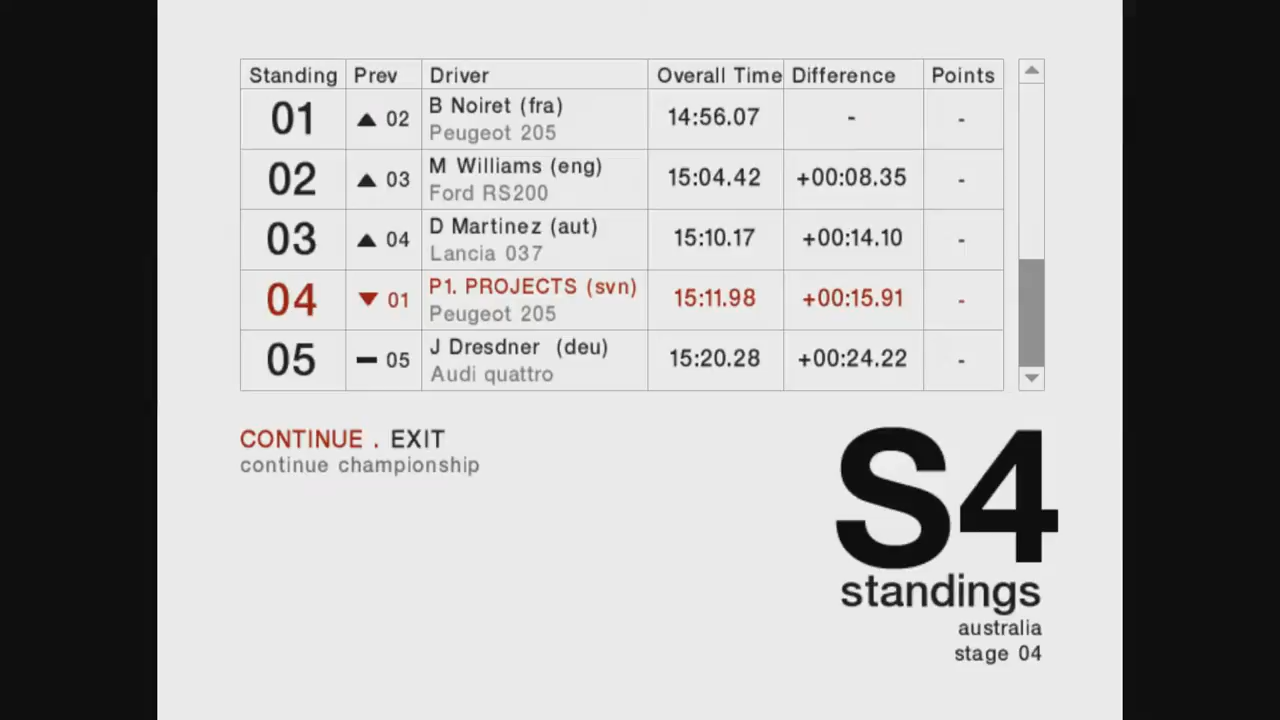 Standing Prev Driver Overall Time Difference Points
01 ▲ 02 B Noiret (fra) 14:56.07 - -
Peugeot 205
02 ▲ 03 M Williams (eng) 15:04.42 +00:08.35 -
Ford RS200
03 ▲ 04 D Martinez (aut) 15:10.17 +00:14.10 -
Lancia 037
04 ▼ 01 P1. PROJECTS (svn) 15:11.98 +00:15.91 -
Peugeot 205
05 – 05 J Dresdner (deu) 15:20.28 +00:24.22 -
Audi quattro
CONTINUE . EXIT
continue championship
S4
standings
australia
stage 04